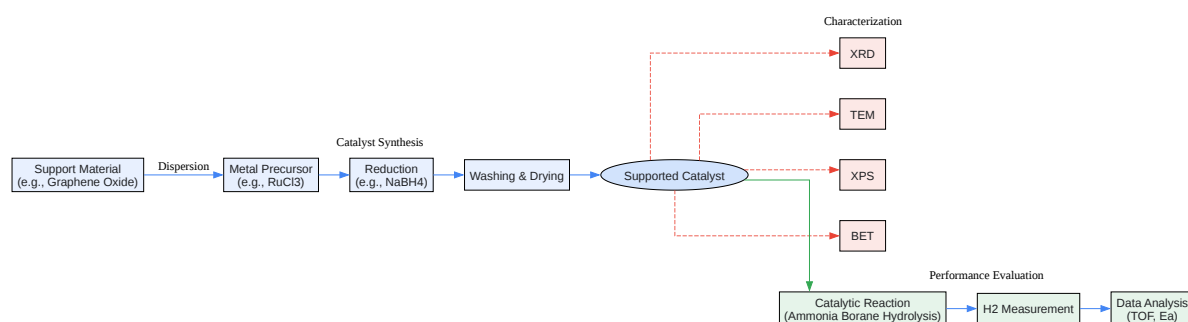 Characterization
XRD
TEM
Catalyst Synthesis
Support Material
(e.g., Graphene Oxide)
Dispersion
Metal Precursor
(e.g., RuCl3)
Reduction
(e.g., NaBH4)
Washing & Drying
Supported Catalyst
XPS
BET
Performance Evaluation
Catalytic Reaction
(Ammonia Borane Hydrolysis)
H2 Measurement
Data Analysis
(TOF, Ea)